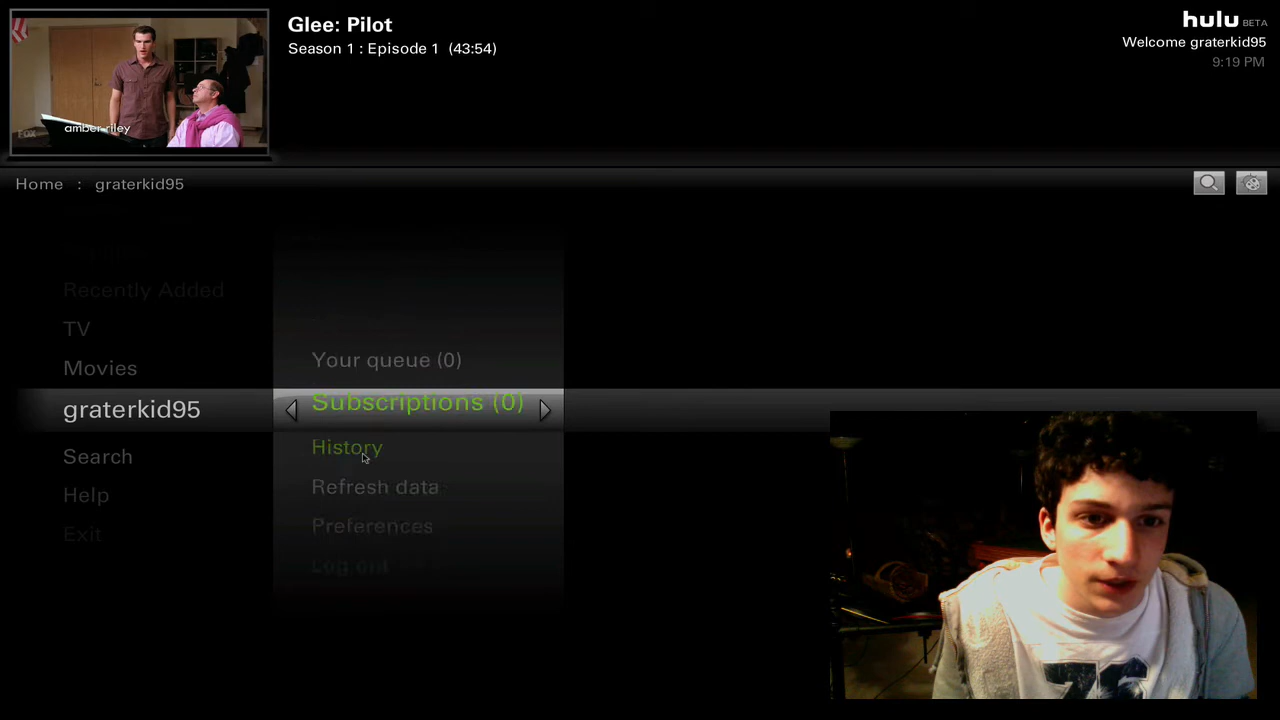 Glee: Pilot
Season 1 : Episode 1 (43:54)
hulu BETA
Welcome graterkid95
9:19 PM
amber riley
FOX
Home : graterkid95
Recently Added
TV
Movies
graterkid95
Search
Help
Exit
Your queue (0)
Subscriptions (0)
History
Refresh data
Preferences
Log out
76